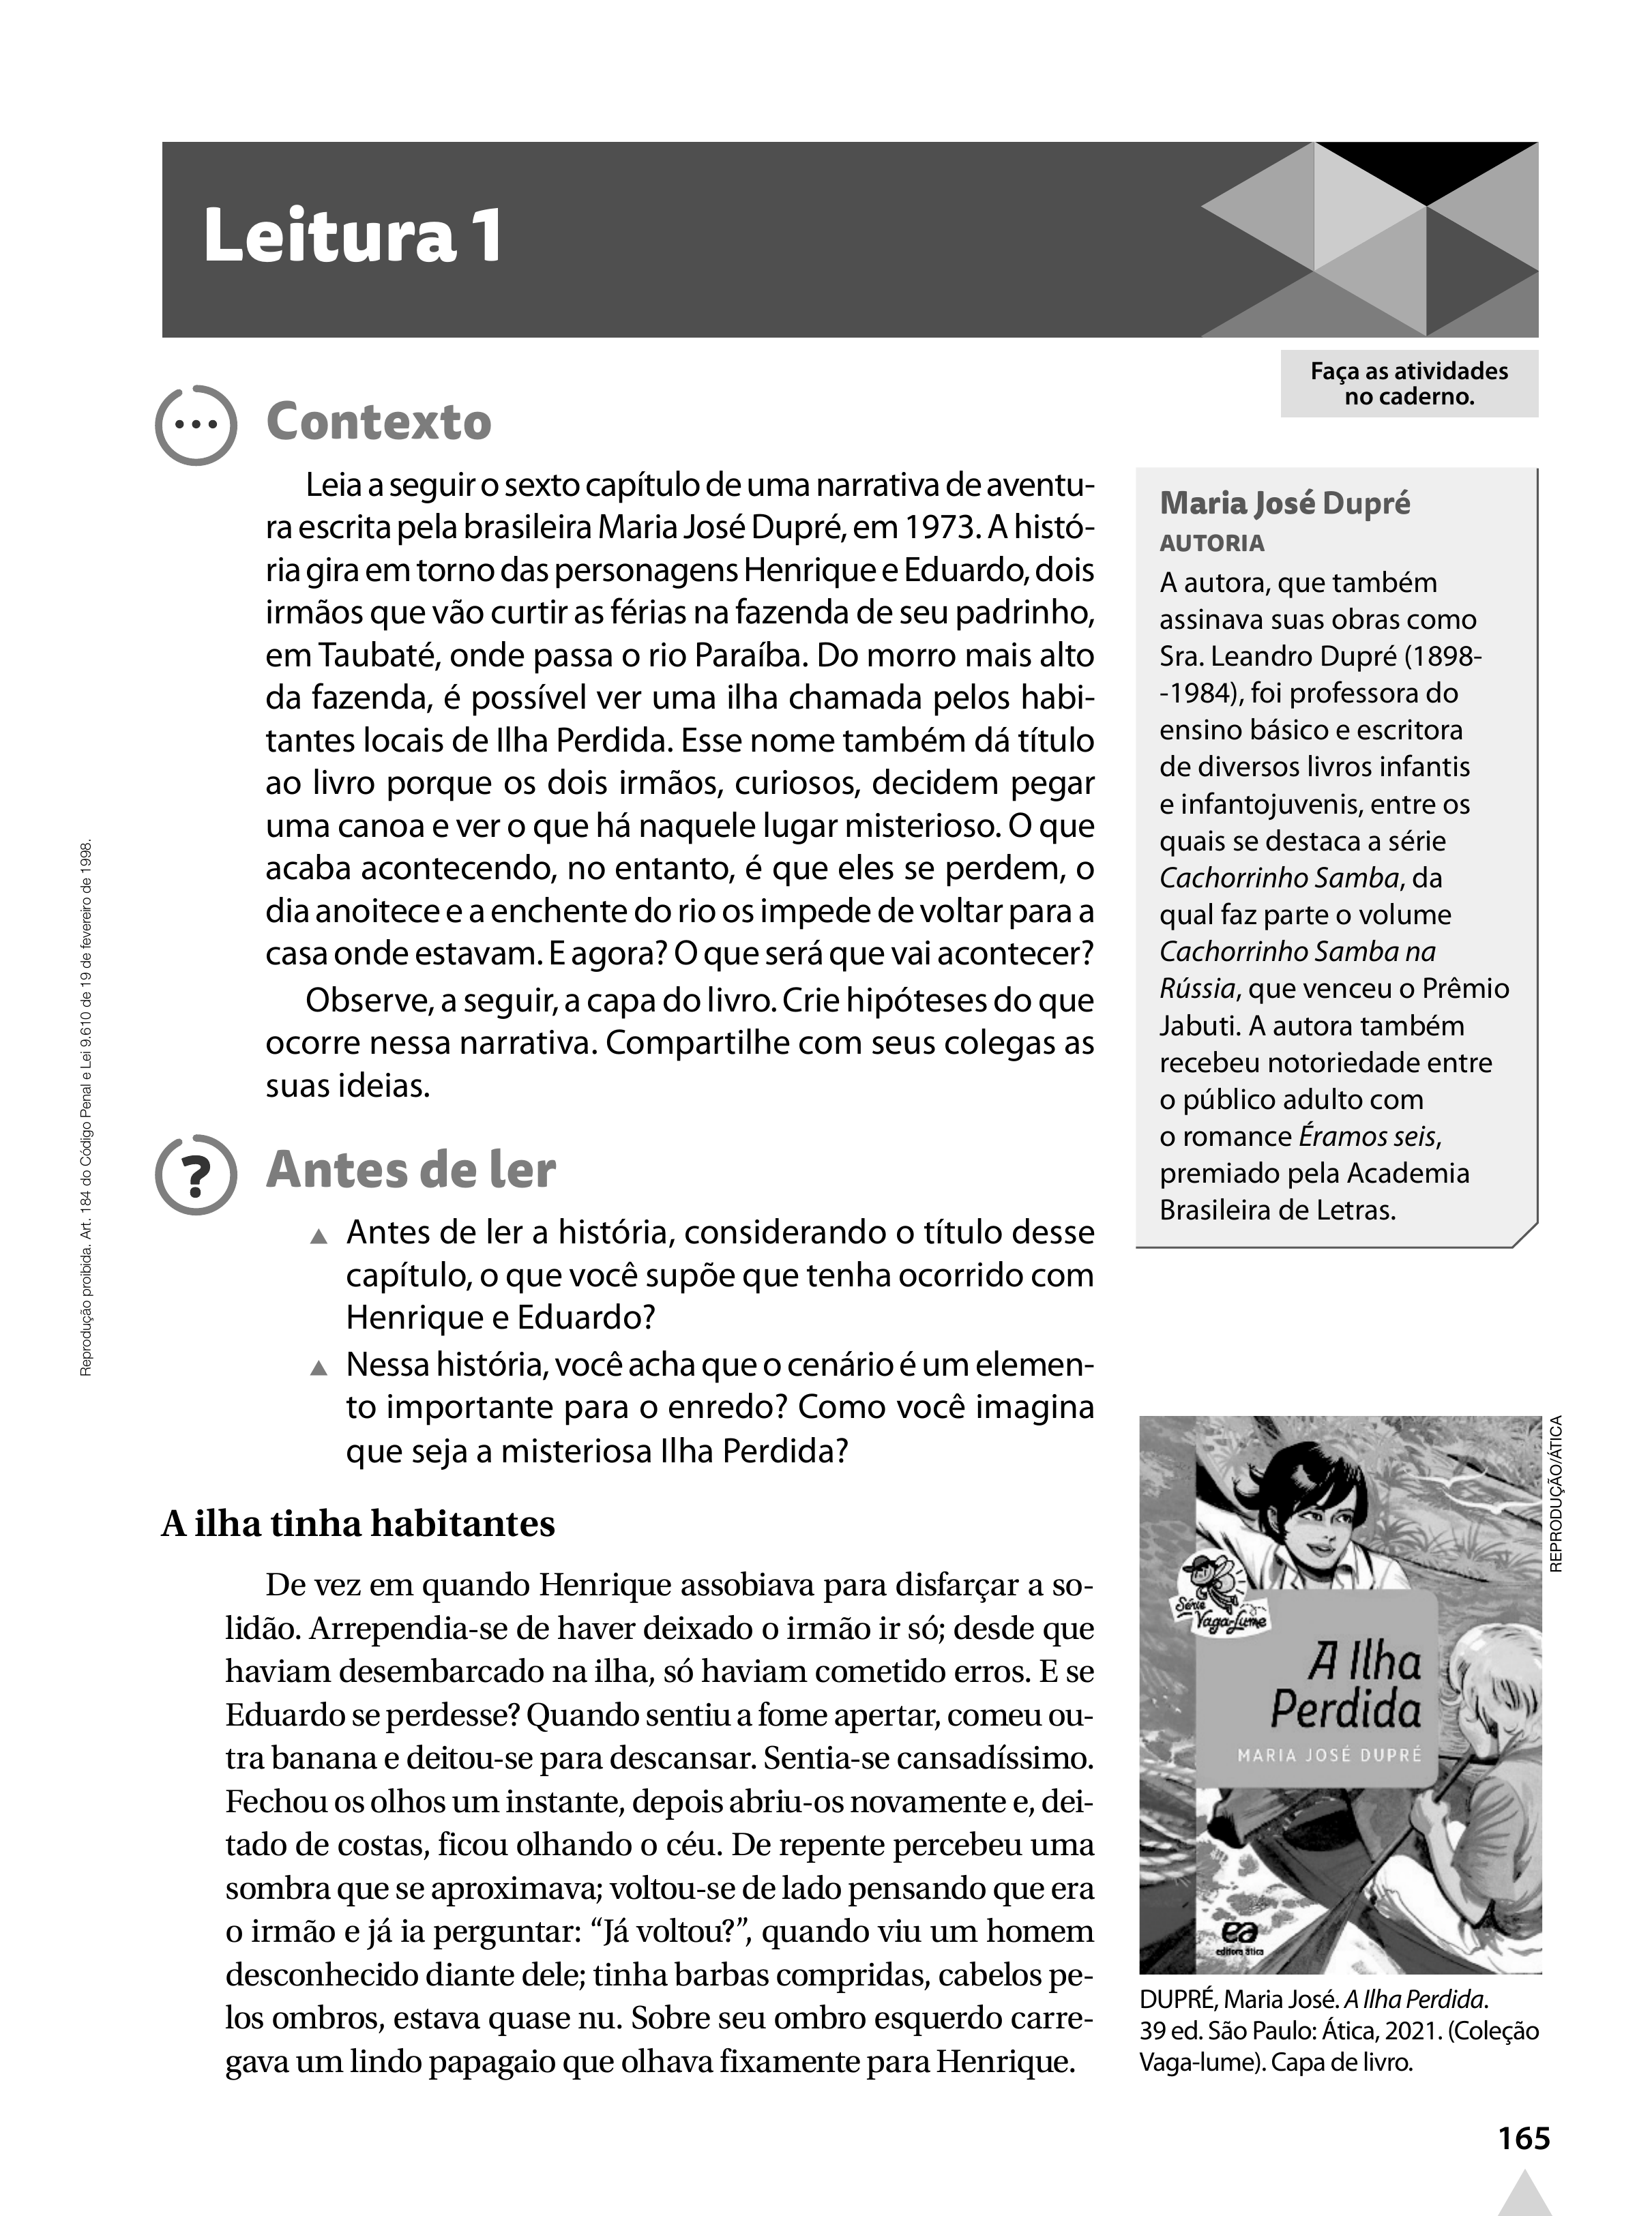 Leitura 1
Faça as atividades
no caderno.
Contexto
Leia a seguir o sexto capítulo de uma narrativa de aventu-
ra escrita pela brasileira Maria José Dupré, em 1973. A histó-
ria gira em torno das personagens Henrique e Eduardo, dois
irmãos que vão curtir as férias na fazenda de seu padrinho,
em Taubaté, onde passa o rio Paraíba. Do morro mais alto
da fazenda, é possível ver uma ilha chamada pelos habi-
tantes locais de Ilha Perdida. Esse nome também dá título
ao livro porque os dois irmãos, curiosos, decidem pegar
uma canoa e ver o que há naquele lugar misterioso. O que
acaba acontecendo, no entanto, é que eles se perdem, o
dia anoitece e a enchente do rio os impede de voltar para a
casa onde estavam. E agora? O que será que vai acontecer?
Observe, a seguir, a capa do livro. Crie hipóteses do que
ocorre nessa narrativa. Compartilhe com seus colegas as
suas ideias.
Maria José Dupré
AUTORIA
A autora, que também
assinava suas obras como
Sra. Leandro Dupré (1898-
-1984), foi professora do
ensino básico e escritora
de diversos livros infantis
e infantojuvenis, entre os
quais se destaca a série
Cachorrinho Samba, da
qual faz parte o volume
Cachorrinho Samba na
Rússia, que venceu o Prêmio
Jabuti. A autora também
recebeu notoriedade entre
o público adulto com
o romance Éramos seis,
premiado pela Academia
Brasileira de Letras.
?
Antes de ler
Antes de ler a história, considerando o título desse
capítulo, o que você supõe que tenha ocorrido com
Henrique e Eduardo?
Nessa história, você acha que o cenário é um elemen-
to importante para o enredo? Como você imagina
que seja a misteriosa Ilha Perdida?
A ilha tinha habitantes
De vez em quando Henrique assobiava para disfarçar a so-
lidão. Arrependia-se de haver deixado o irmão ir só; desde que
haviam desembarcado na ilha, só haviam cometido erros. E se
Eduardo se perdesse? Quando sentiu a fome apertar, comeu ou-
tra banana e deitou-se para descansar. Sentia-se cansadíssimo.
Fechou os olhos um instante, depois abriu-os novamente e, dei-
tado de costas, ficou olhando o céu. De repente percebeu uma
sombra que se aproximava; voltou-se de lado pensando que era
o irmão e já ia perguntar: “Já voltou?”, quando viu um homem
desconhecido diante dele; tinha barbas compridas, cabelos pe-
los ombros, estava quase nu. Sobre seu ombro esquerdo carre-
gava um lindo papagaio que olhava fixamente para Henrique.
Série
Vaga-Lume
A Ilha
Perdida
MARIA JOSÉ DUPRÉ
ea
editora ática
REPRODUÇÃO/ÁTICA
DUPRÉ, Maria José. A Ilha Perdida.
39 ed. São Paulo: Ática, 2021. (Coleção
Vaga-lume). Capa de livro.
Reprodução proibida. Art. 184 do Código Penal e Lei 9.610 de 19 de fevereiro de 1998.
165